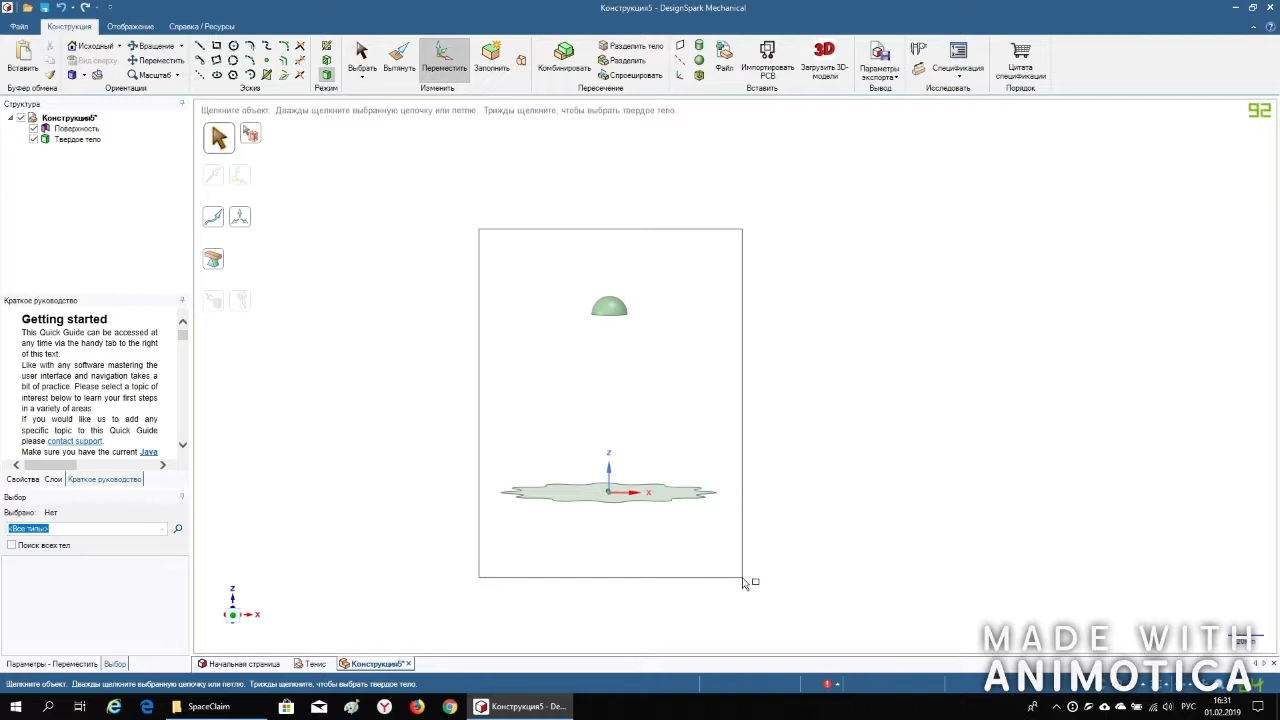 Конструкция5 - DesignSpark Mechanical
Файл Конструкция Отображение Справка / Ресурсы
Вставить
Исходный
Вид сверху
Вращение
Переместить
Масштаб
Выбрать
Вытянуть
Переместить
Заполнить
Комбинировать
Разделить тело
Разделить
Спроевировать
Файл
Импортировать PCB
Загрузить 3D-модели
Параметры экспорта
Спецификация
Цитата спецификации
Буфер обмена Ориентация Эскиз Режим Изменить Пересечение Вставить Вывод Исследовать Порядок
Структура
Конструкция5*
Поверхность
Твердое тело
Щелкните объект. Дважды щелкните выбранную цепочку или петлю. Трижды щелкните, чтобы выбрать твердое тело.
92
Краткое руководство
Getting started
This Quick Guide can be accessed at
any time via the handy tab to the right
of this text.
Like with any software mastering the
user interface and navigation takes a
bit of practice. Please select a topic of
interest below to learn your first steps
in a variety of areas.
If you would like us to add any
specific topic to this Quick Guide
please contact support.
Make sure you have the current Java
Свойства Слои Краткое руководство
Выбор
Выбрано: Нет
<Все типы>
Поиск всех тел
Z
X
Z
X
Параметры - Переместить Выбор
Начальная страница Тенис Конструкция5*
Щелкните объект. Дважды щелкните выбранную цепочку или петлю. Трижды щелкните, чтобы выбрать твердое тело.
MADE WITH
ANIMOTICA
SpaceClaim
Конструкция5 - De...
РУС
16:31
01.02.2019